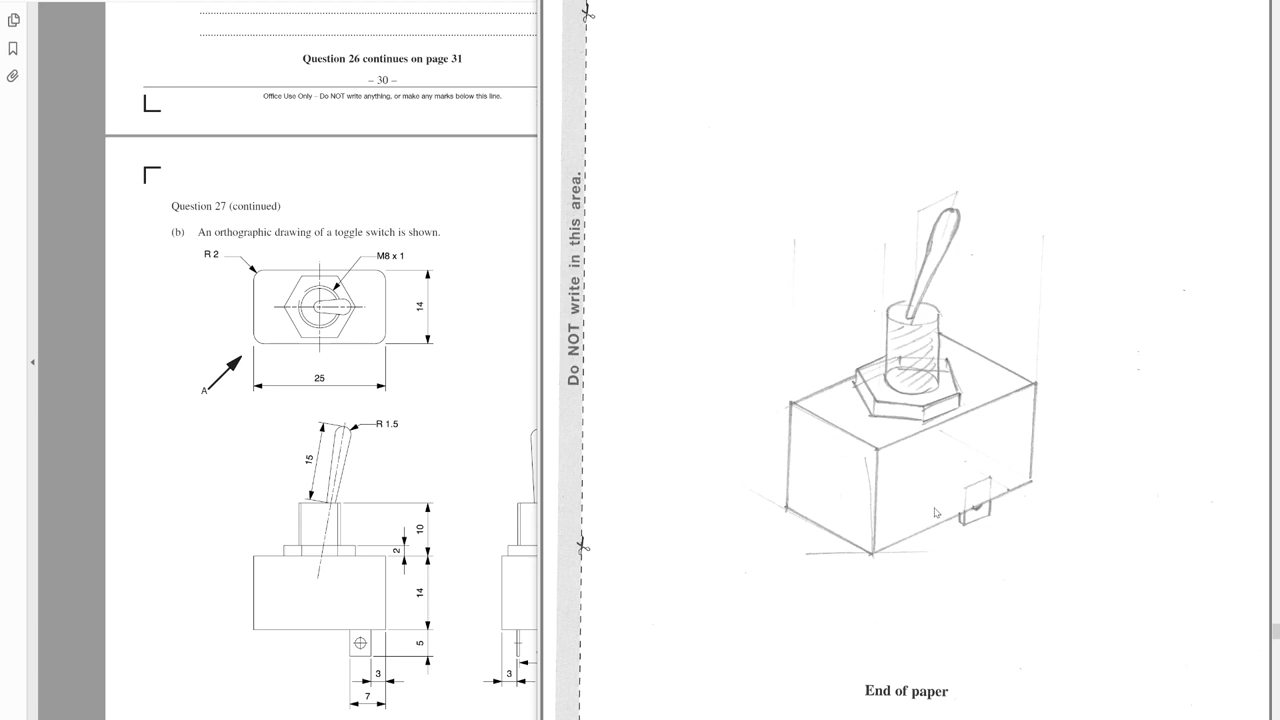 Question 26 continues on page 31
– 30 –
Office Use Only – Do NOT write anything, or make any marks below this line.
Question 27 (continued)
(b) An orthographic drawing of a toggle switch is shown.
R 2
M8 x 1
14
A
25
R 1.5
15
10
2
14
5
3
7
3
Do NOT write in this area.
End of paper